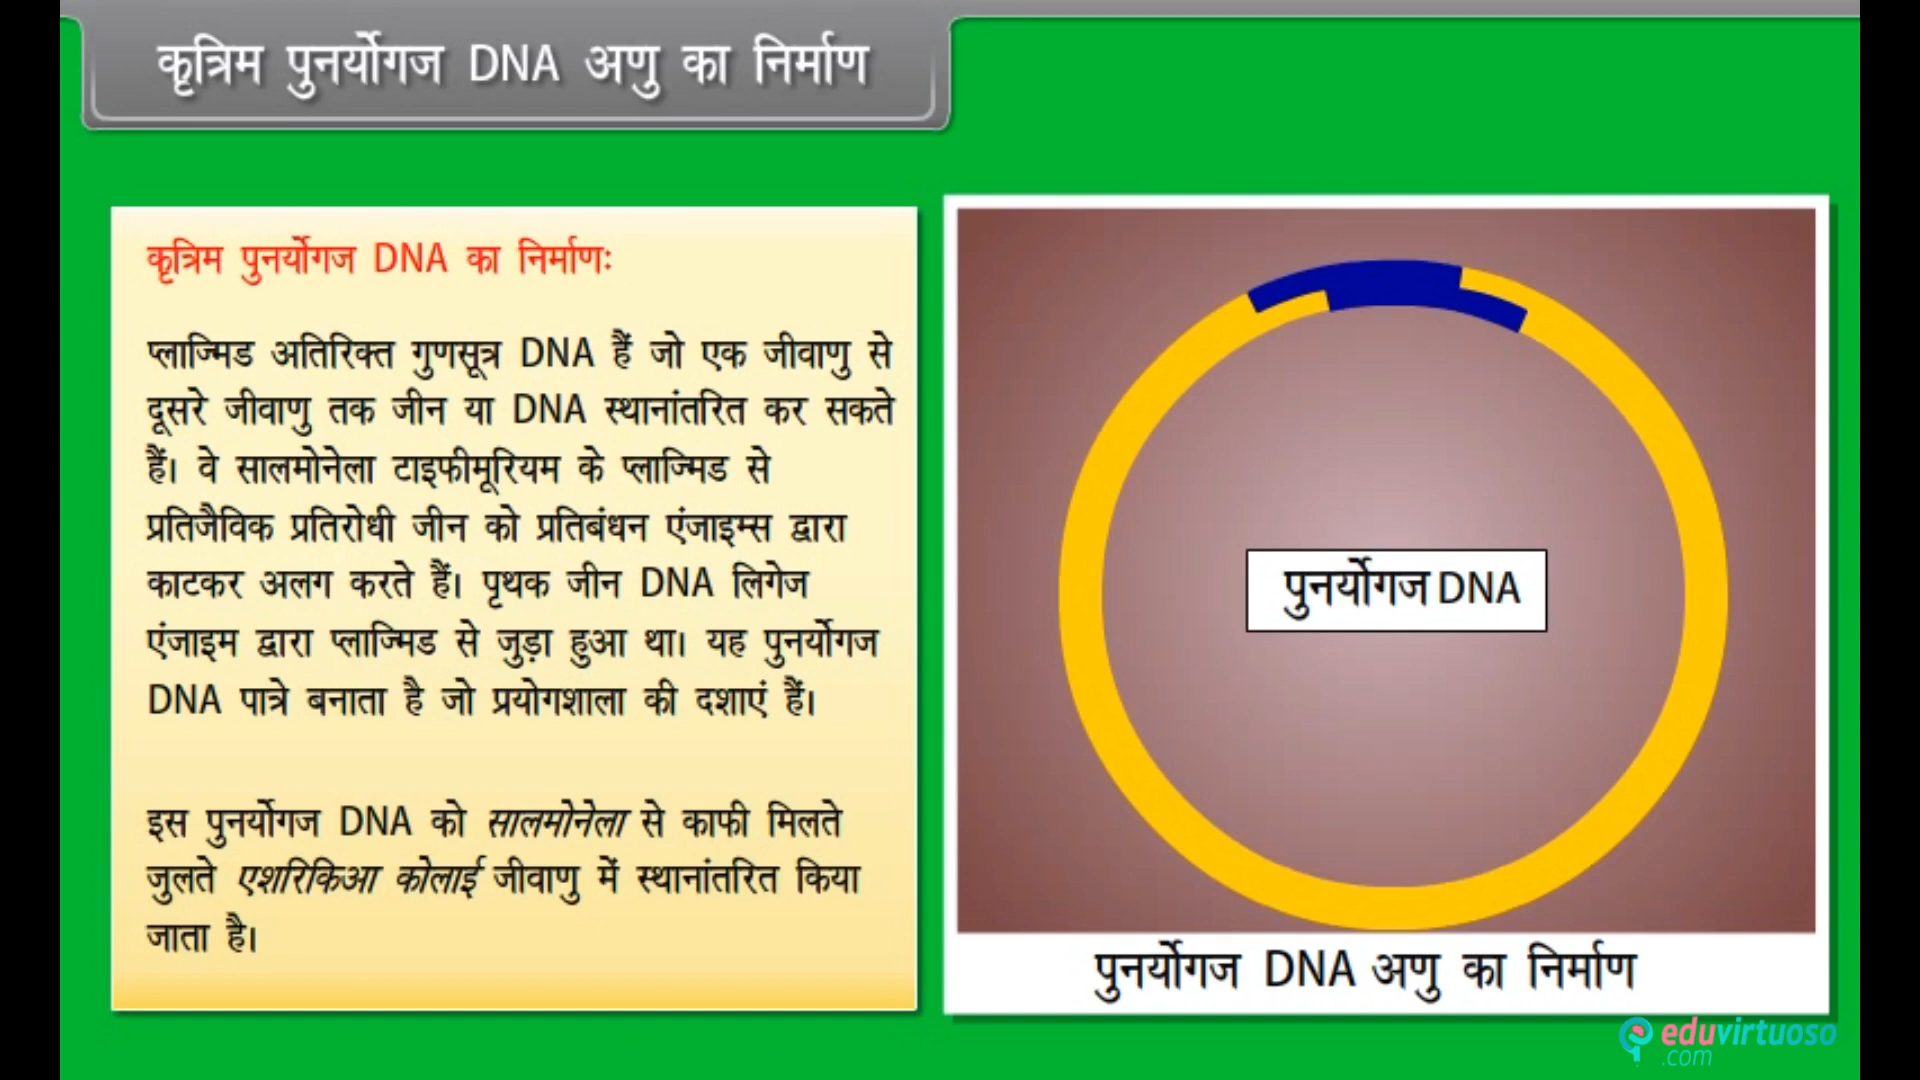 कृत्रिम पुनर्योगज DNA अणु का निर्माण
कृत्रिम पुनर्योगज DNA का निर्माणः
प्लाज्मिड अतिरिक्त गुणसूत्र DNA हैं जो एक जीवाणु से
दूसरे जीवाणु तक जीन या DNA स्थानांतरित कर सकते
हैं। वे सालमोनेला टाइफीमूरियम के प्लाज्मिड से
प्रतिजैविक प्रतिरोधी जीन को प्रतिबंधन एंजाइम्स द्वारा
काटकर अलग करते हैं। पृथक जीन DNA लिगेज
एंजाइम द्वारा प्लाज्मिड से जुड़ा हुआ था। यह पुनर्योगज
DNA पात्रे बनाता है जो प्रयोगशाला की दशाएं हैं।
इस पुनर्योगज DNA को सालमोनेला से काफी मिलते
जुलते एशरिकिआ कोलाई जीवाणु में स्थानांतरित किया
जाता है।
पुनर्योगज DNA
पुनर्योगज DNA अणु का निर्माण
eduvirtuoso
.com